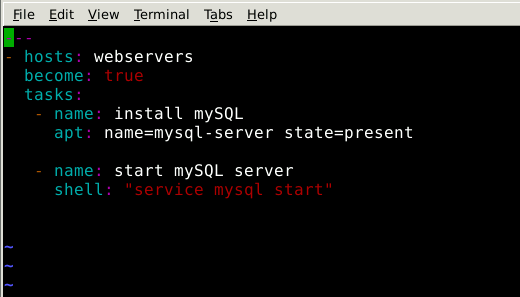 File Edit View Terminal Tabs Help
---
- hosts: webservers
  become: true
  tasks:
   - name: install mySQL
     apt: name=mysql-server state=present

   - name: start mySQL server
     shell: "service mysql start"
~
~
~